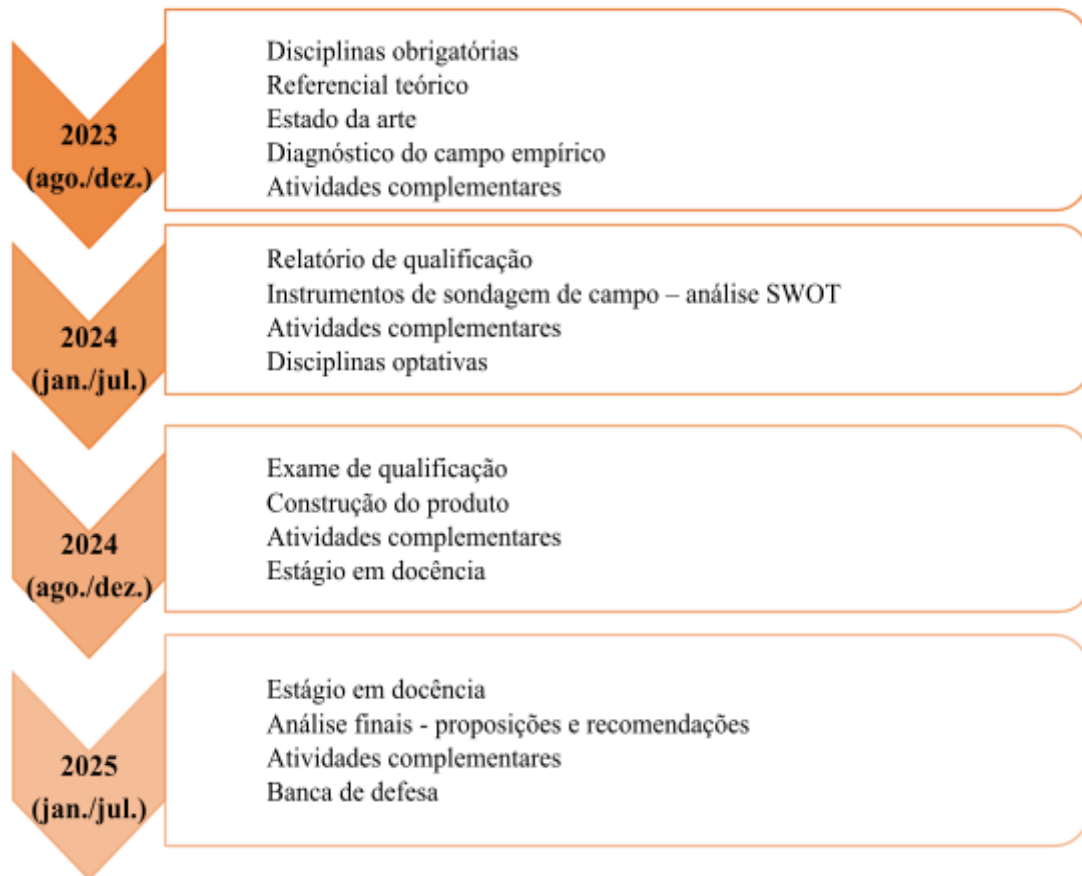 2023
(ago./dez.)
Disciplinas obrigatórias
Referencial teórico
Estado da arte
Diagnóstico do campo empírico
Atividades complementares
2024
(jan./jul.)
Relatório de qualificação
Instrumentos de sondagem de campo – análise SWOT
Atividades complementares
Disciplinas optativas
2024
(ago./dez.)
Exame de qualificação
Construção do produto
Atividades complementares
Estágio em docência
2025
(jan./jul.)
Estágio em docência
Análise finais - proposições e recomendações
Atividades complementares
Banca de defesa